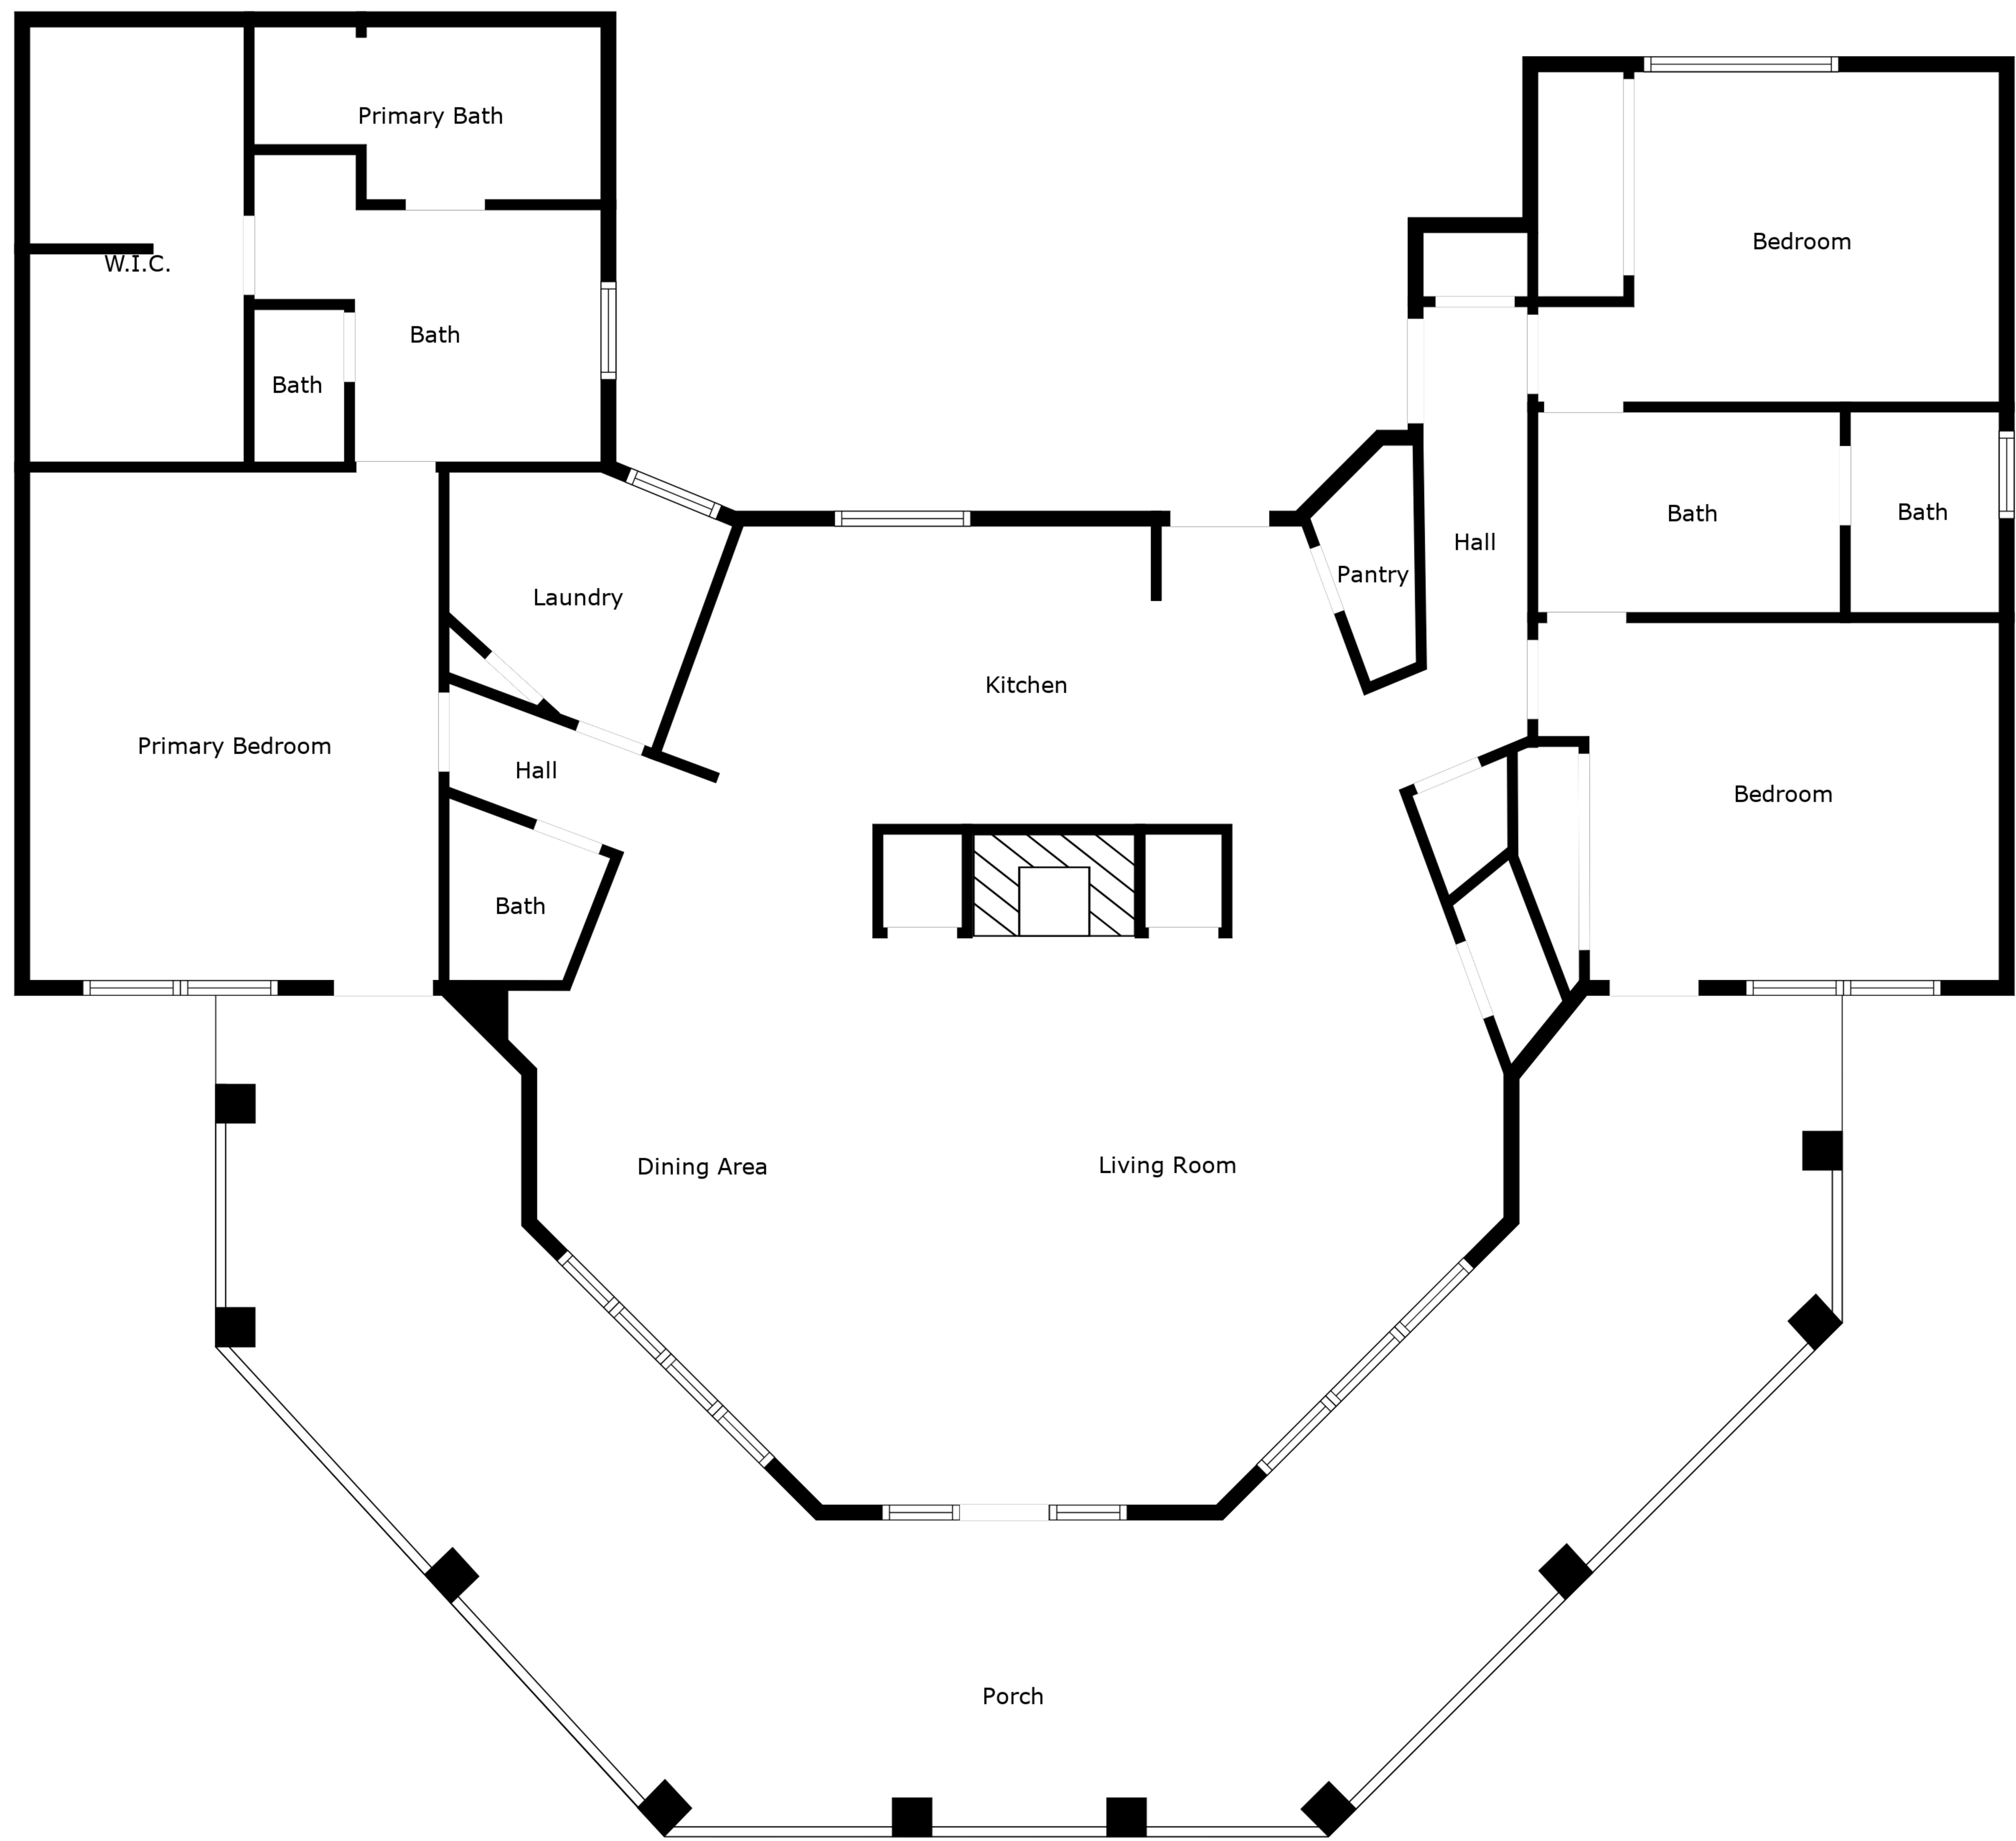 Primary Bath
Bedroom
W.I.C.
Bath
Bath
Bath
Bath
Hall
Pantry
Laundry
Kitchen
Primary Bedroom
Hall
Bedroom
Bath
Dining Area
Living Room
Porch